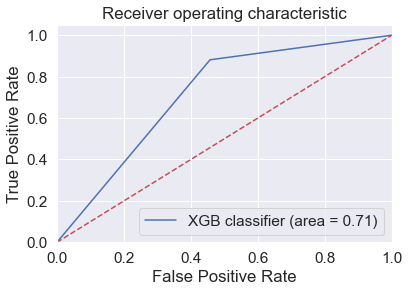 Receiver operating characteristic
True Positive Rate
1.0
0.8
0.6
0.4
0.2
0.0
XGB classifier (area = 0.71)
0.0 0.2 0.4 0.6 0.8 1.0
False Positive Rate